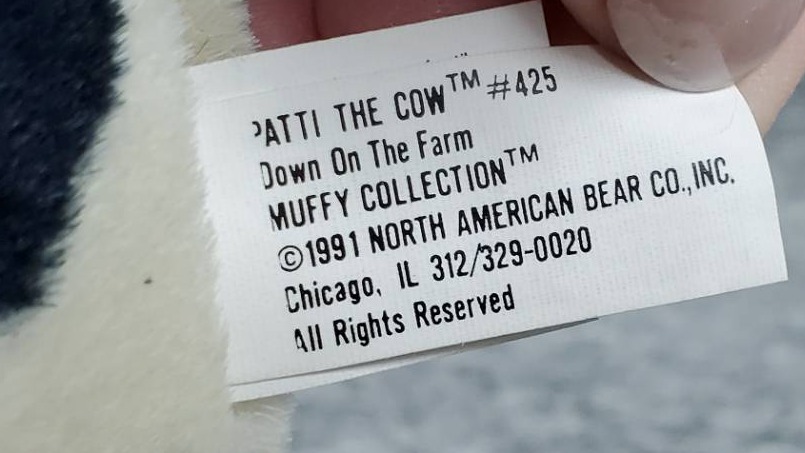 PATTI THE COW™ #425
Down On The Farm
MUFFY COLLECTION™
©1991 NORTH AMERICAN BEAR CO., INC.
Chicago, IL 312/329-0020
All Rights Reserved